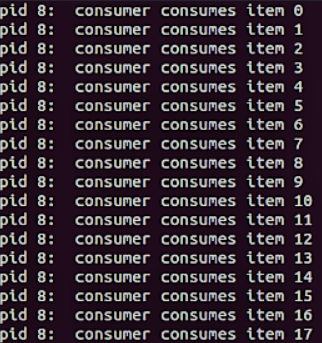 pid 8:  consumer consumes item 0
pid 8:  consumer consumes item 1
pid 8:  consumer consumes item 2
pid 8:  consumer consumes item 3
pid 8:  consumer consumes item 4
pid 8:  consumer consumes item 5
pid 8:  consumer consumes item 6
pid 8:  consumer consumes item 7
pid 8:  consumer consumes item 8
pid 8:  consumer consumes item 9
pid 8:  consumer consumes item 10
pid 8:  consumer consumes item 11
pid 8:  consumer consumes item 12
pid 8:  consumer consumes item 13
pid 8:  consumer consumes item 14
pid 8:  consumer consumes item 15
pid 8:  consumer consumes item 16
pid 8:  consumer consumes item 17